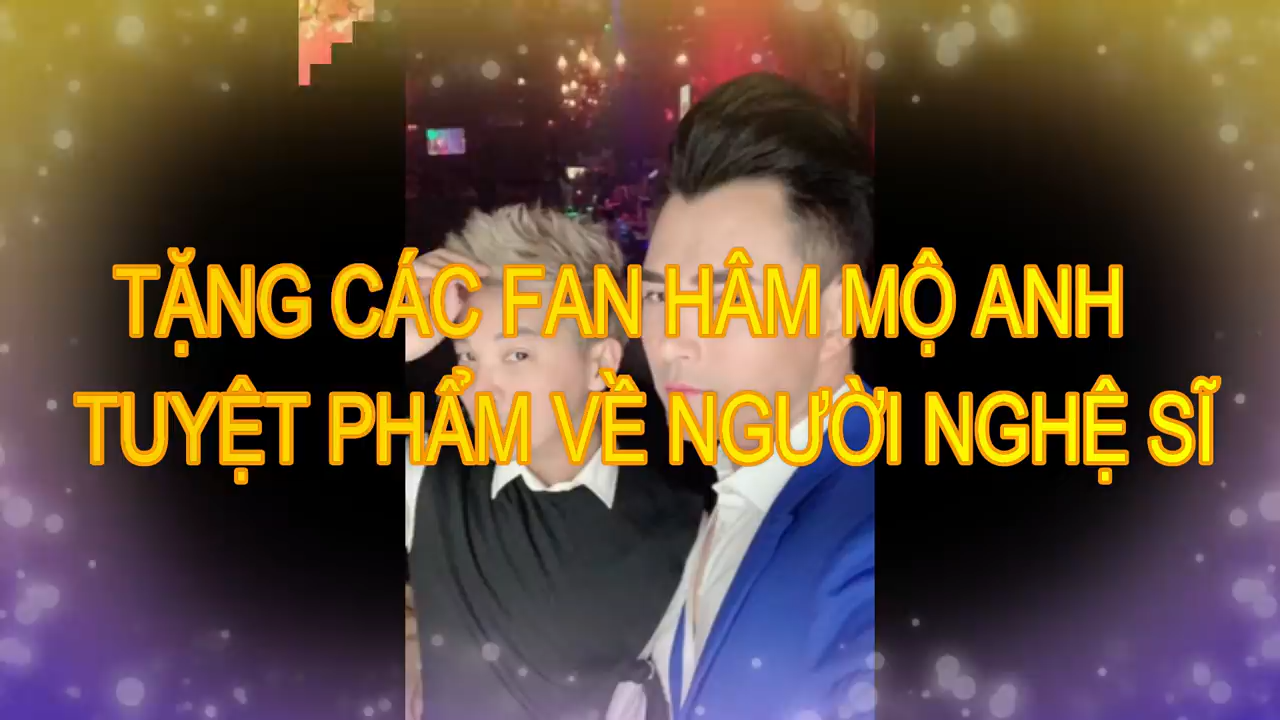 TẶNG CÁC FAN HÂM MỘ ANH
TUYỆT PHẨM VỀ NGƯỜI NGHỆ SĨ